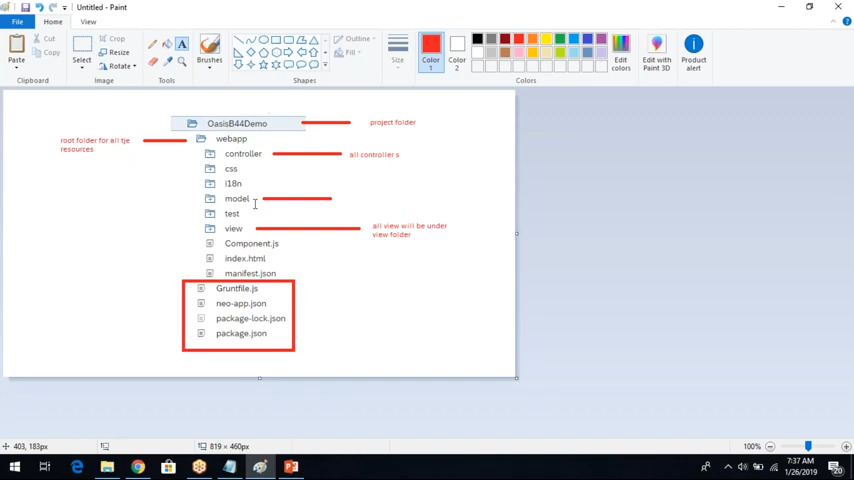 Untitled - Paint
File
Home
View
Paste
Cut
Copy
Clipboard
Select
Crop
Resize
Rotate
Image
A
Tools
Brushes
Outline
Fill
Shapes
Size
Color 1
Color 2
Edit colors
Colors
Edit with Paint 3D
Product alert
OasisB44Demo
project folder
webapp
root folder for all tje
resources
controller
all controller s
css
i18n
model
test
view
all view will be under
view folder
Component.js
index.html
manifest.json
Gruntfile.js
neo-app.json
package-lock.json
package.json
403, 183px
819 × 460px
100%
7:37 AM
1/26/2019
20